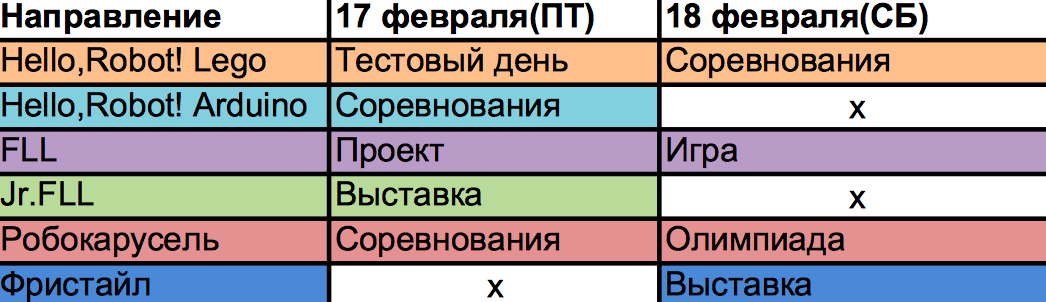 Направление 17 февраля(ПТ) 18 февраля(СБ)
Hello,Robot! Lego Тестовый день Соревнования
Hello,Robot! Arduino Соревнования x
FLL Проект Игра
Jr.FLL Выставка x
Робокарусель Соревнования Олимпиада
Фристайл x Выставка